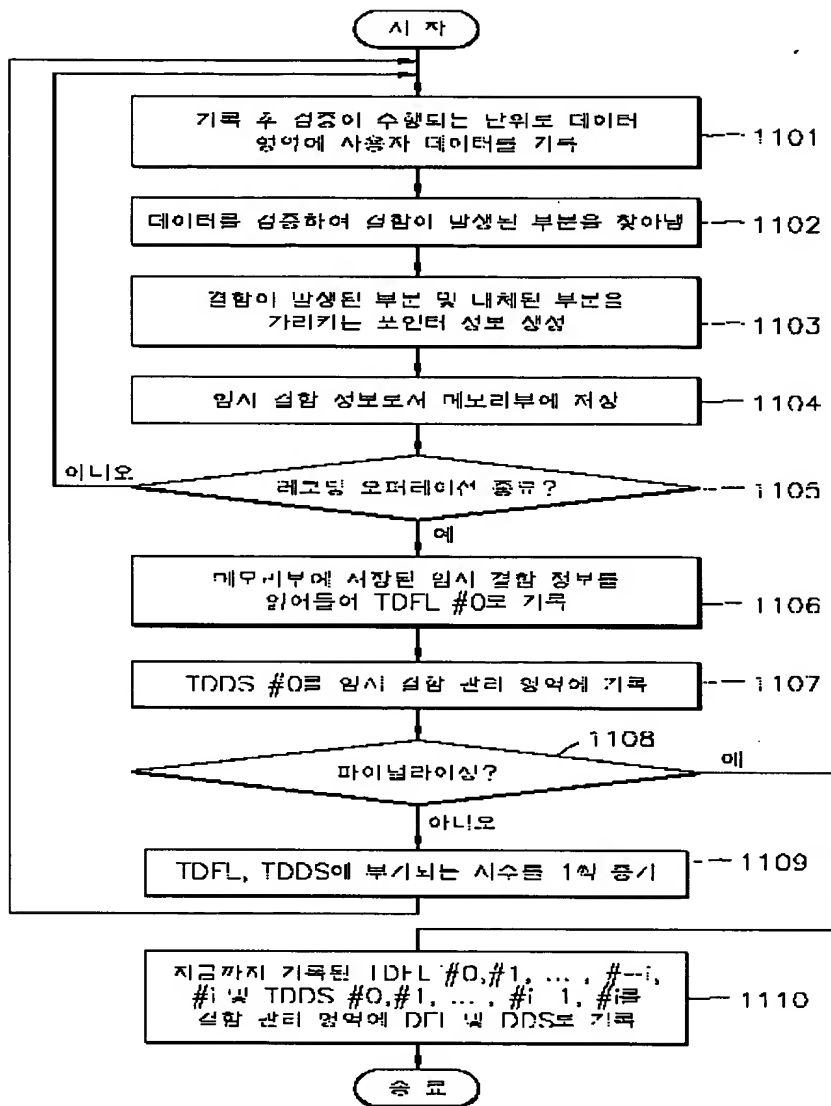 시 작
기록 후 검증이 수행되는 단위로 데이터
영역에 사용자 데이터를 기록
1101
데이터를 검증하여 결함이 발생된 부분을 찾아냄
1102
결함이 발생된 부분 및 대체된 부분을
가리키는 포인터 정보 생성
1103
임시 결함 정보로서 메모리부에 저장
1104
아니오
레코딩 오퍼레이션 종료?
1105
예
메모리부에 저장된 임시 결함 정보를
읽어들여 TDFL #0로 기록
1106
TDDS #0를 임시 결함 관리 영역에 기록
1107
1108
파이널라이징?
예
아니오
TDFL, TDDS에 부기되는 지수를 1씩 증가
1109
지금까지 기록된 TDFL #0,#1, ... , #i-1,
#i 및 TDDS #0,#1, ... , #i-1, #i를
결함 관리 영역에 DFL 및 DDS로 기록
1110
종 료